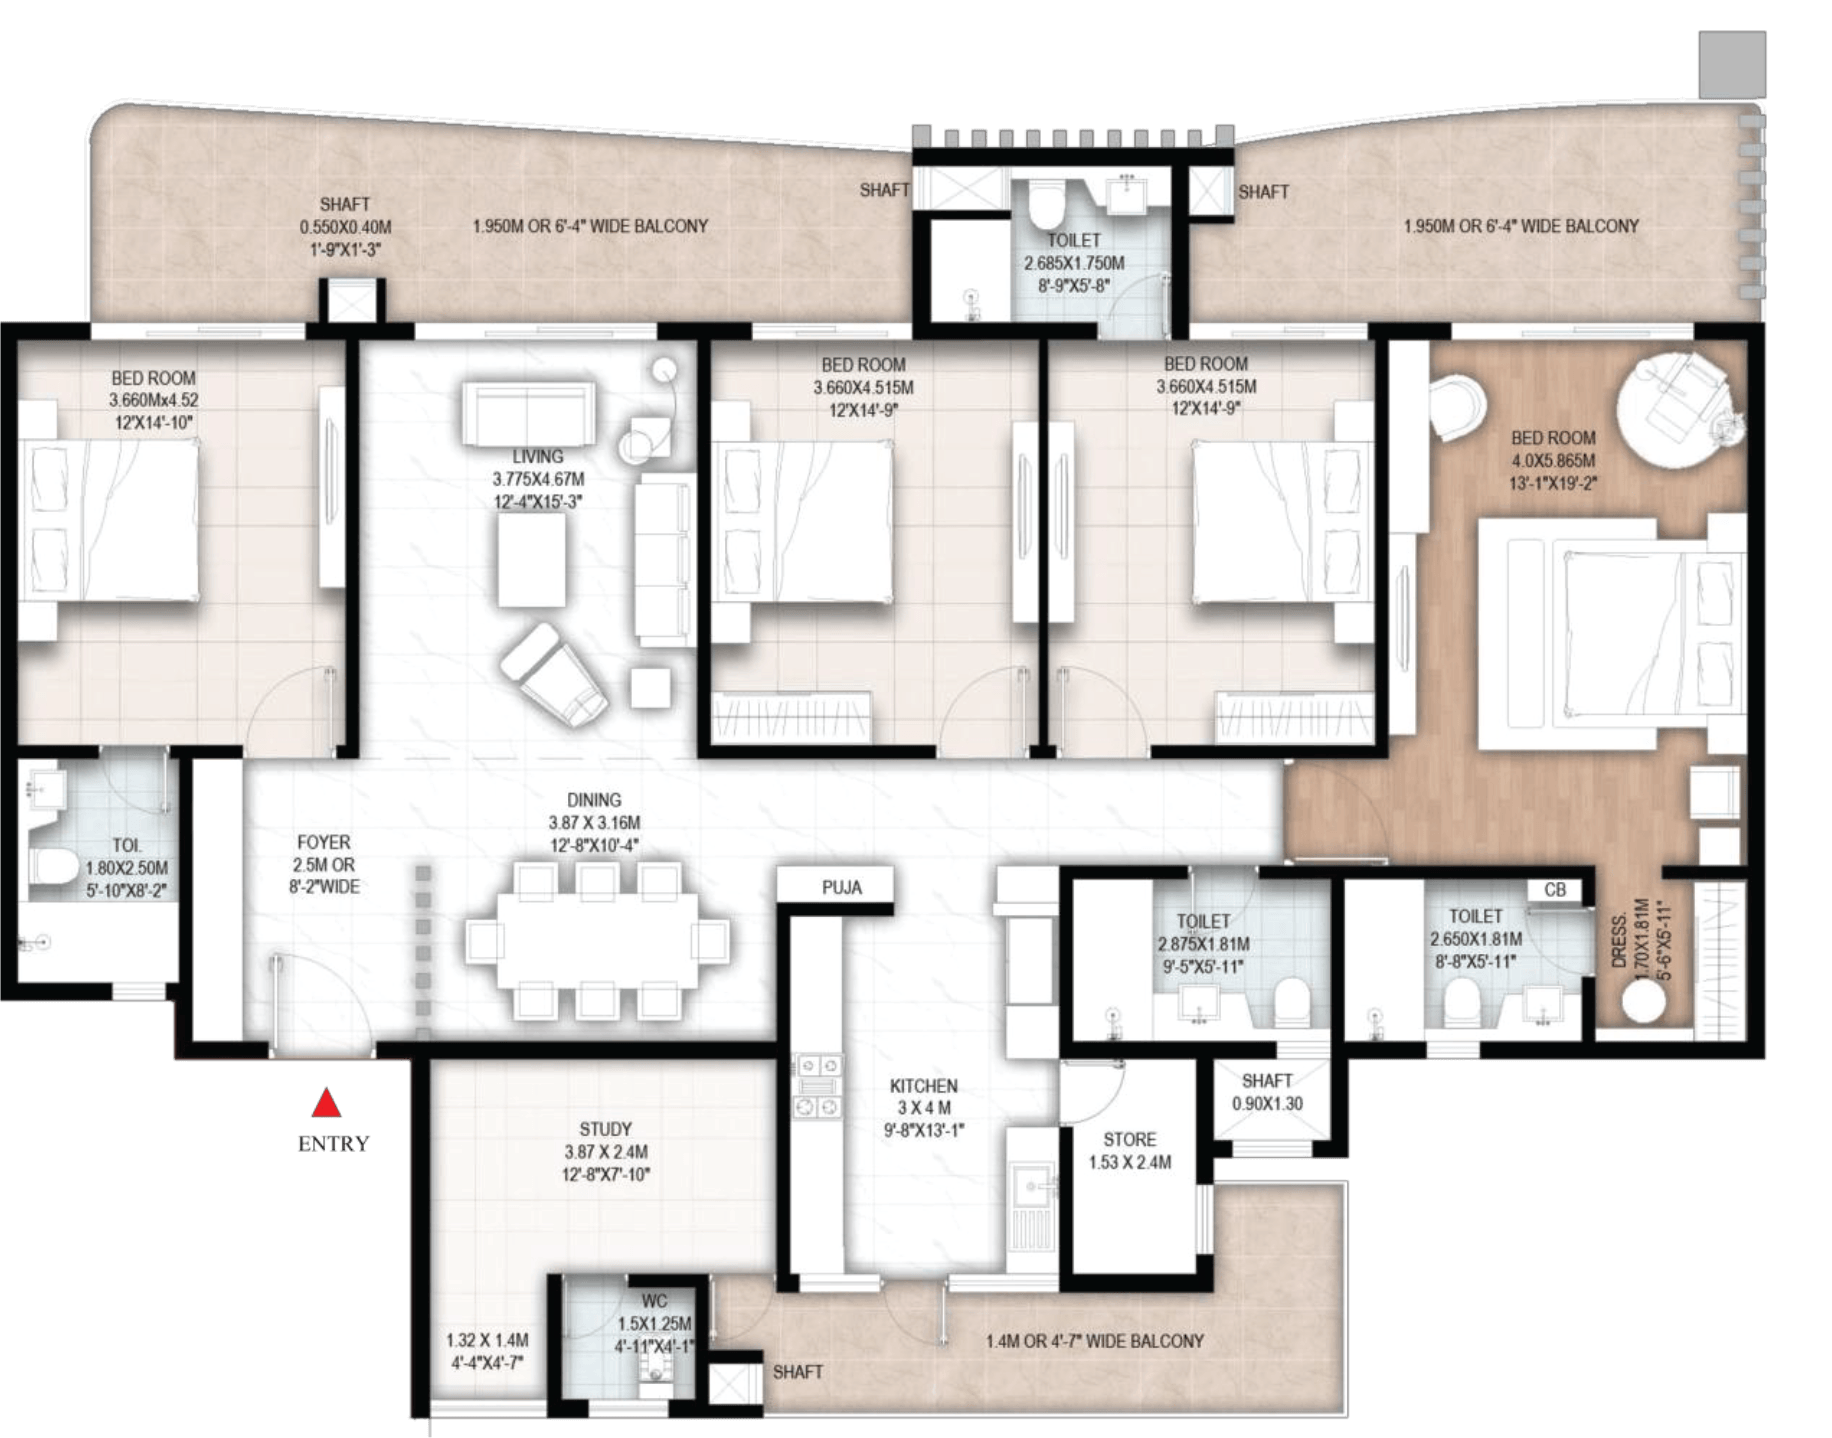 SHAFT
0.550X0.40M
1'-9"X1'-3"
1.950M OR 6'-4" WIDE BALCONY
SHAFT
TOILET
2.685X1.750M
8'-9"X5'-8"
SHAFT
1.950M OR 6'-4" WIDE BALCONY
BED ROOM
3.660Mx4.52
12'X14'-10"
LIVING
3.775X4.67M
12'-4"X15'-3"
BED ROOM
3.660X4.515M
12'X14'-9"
BED ROOM
3.660X4.515M
12'X14'-9"
BED ROOM
4.0X5.865M
13'-1"X19'-2"
TOI.
1.80X2.50M
5'-10"X8'-2"
FOYER
2.5M OR
8'-2"WIDE
DINING
3.87 X 3.16M
12'-8"X10'-4"
PUJA
TOILET
2.875X1.81M
9'-5"X5'-11"
TOILET
2.650X1.81M
8'-8"X5'-11"
CB
DRESS.
1.70X1.81M
5'-6"X5'-11"
ENTRY
STUDY
3.87 X 2.4M
12'-8"X7'-10"
KITCHEN
3 X 4 M
9'-8"X13'-1"
STORE
1.53 X 2.4M
SHAFT
0.90X1.30
1.32 X 1.4M
4'-4"X4'-7"
WC
1.5X1.25M
4'-11"X4'-1"
SHAFT
1.4M OR 4'-7" WIDE BALCONY